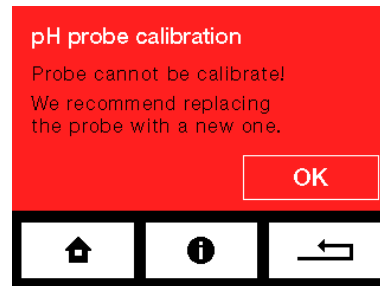 pH probe calibration
Probe cannot be calibrate!
We recommend replacing
the probe with a new one.
OK